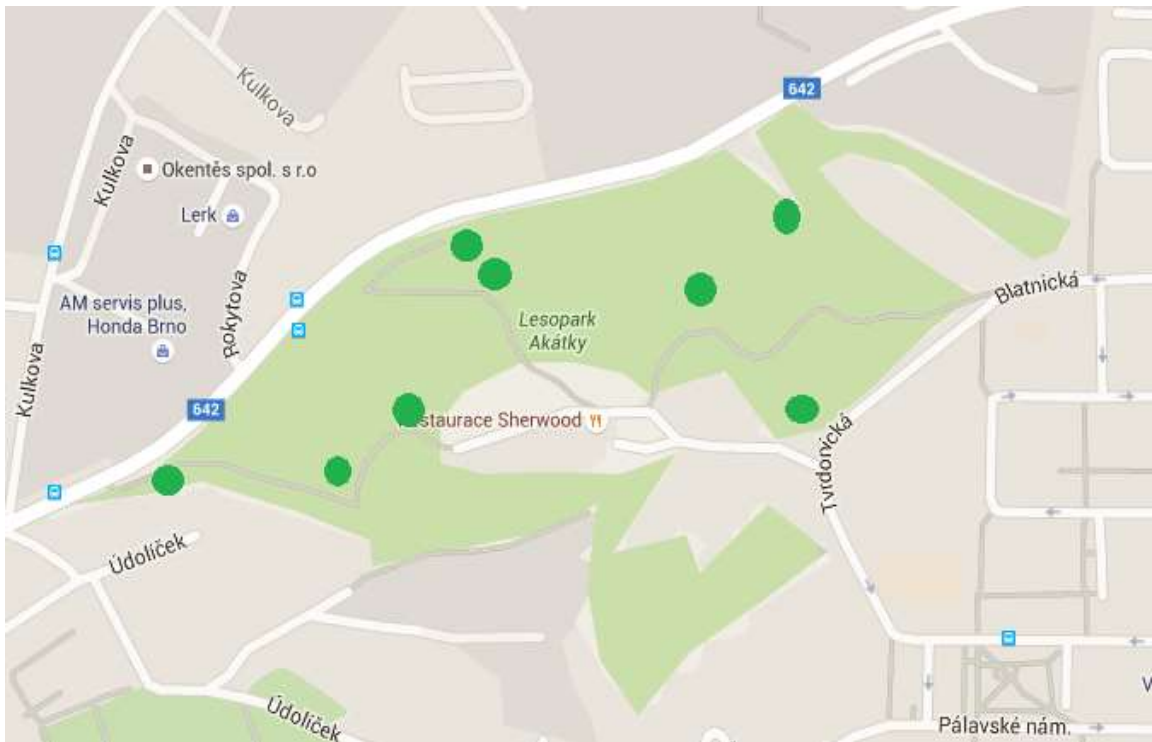 642
Kulkova
Kulkova
Okentěs spol. s r.o
Lerk
Blatnická
AM servis plus,
Honda Brno
Rokytova
Lesopark
Akátky
Kulkova
642
staurace Sherwood
Tvrdonická
Údolíček
Údolíček
Pálavské nám.
V